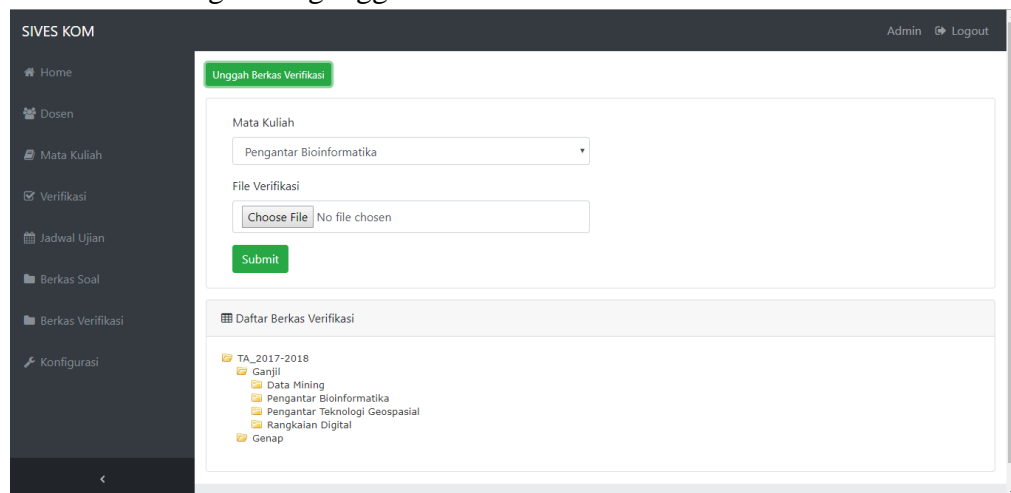 SIVES KOM
Admin Logout
Home
Dosen
Mata Kuliah
Verifikasi
Jadwal Ujian
Berkas Soal
Berkas Verifikasi
Konfigurasi
Unggah Berkas Verifikasi
Mata Kuliah
Pengantar Bioinformatika
File Verifikasi
Choose File No file chosen
Submit
Daftar Berkas Verifikasi
TA_2017-2018
Ganjil
Data Mining
Pengantar Bioinformatika
Pengantar Teknologi Geospasial
Rangkaian Digital
Genap